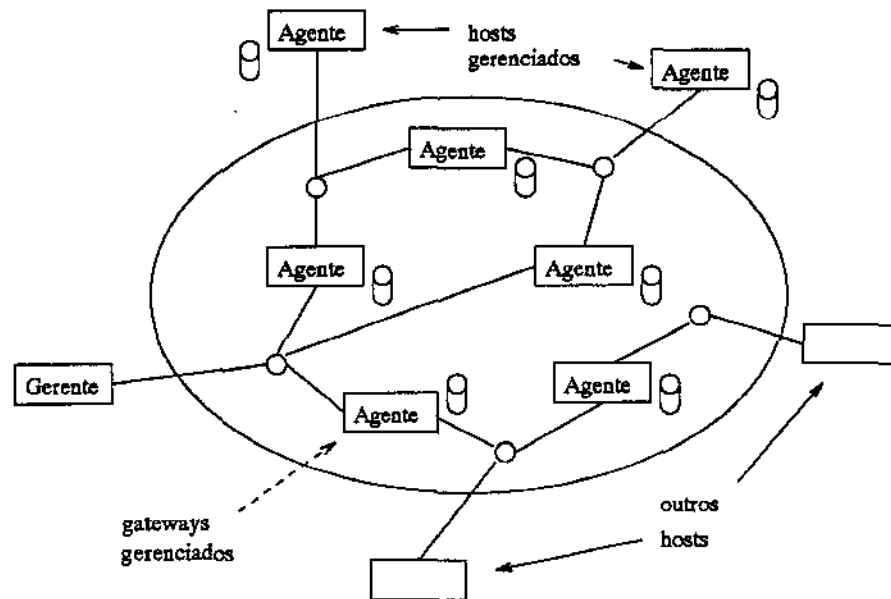 Agente
hosts
gerenciados
Agente
Agente
Agente
Agente
Gerente
Agente
Agente
gateways
gerenciados
outros
hosts